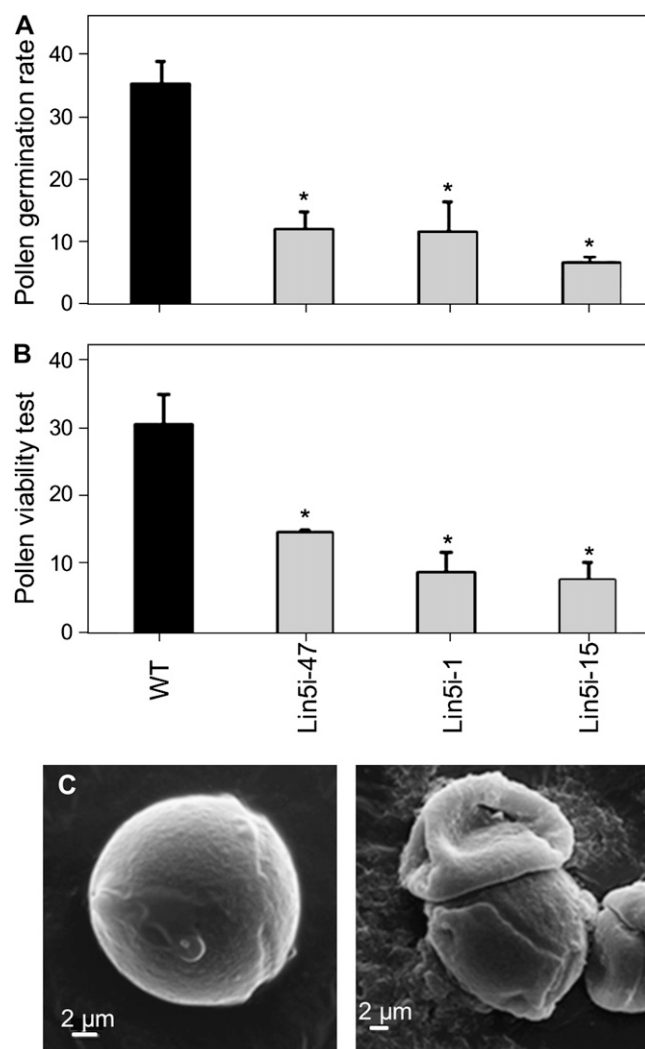 A
Pollen germination rate
40
30
20
10
0
*
*
*
B
Pollen viability test
40
30
20
10
0
*
*
*
WT
Lin5i-47
Lin5i-1
Lin5i-15
C
2 µm
2 µm